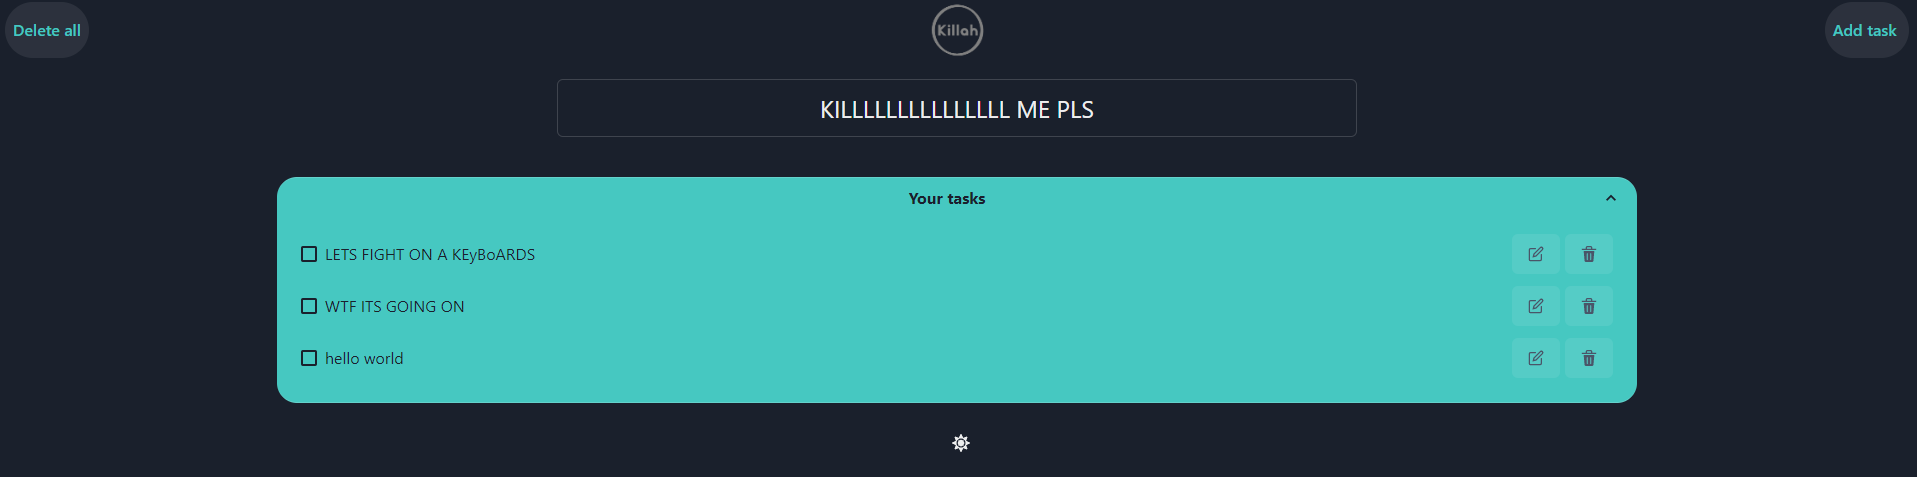 Delete all
Killah
Add task
KILLLLLLLLLLLLLLL ME PLS
Your tasks
LETS FIGHT ON A KEyBoARDS
WTF ITS GOING ON
hello world